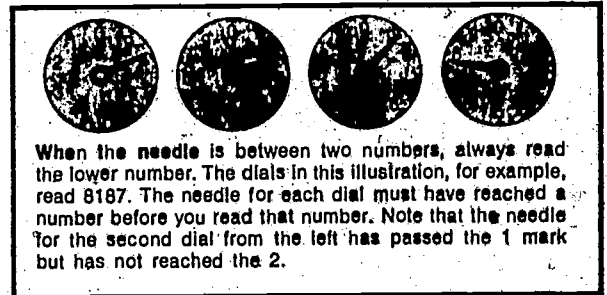 When the needle is between two numbers, always read
the lower number. The dials in this illustration, for example,
read 8187. The needle for each dial must have reached a
number before you read that number. Note that the needle
for the second dial from the left has passed the 1 mark
but has not reached the 2.